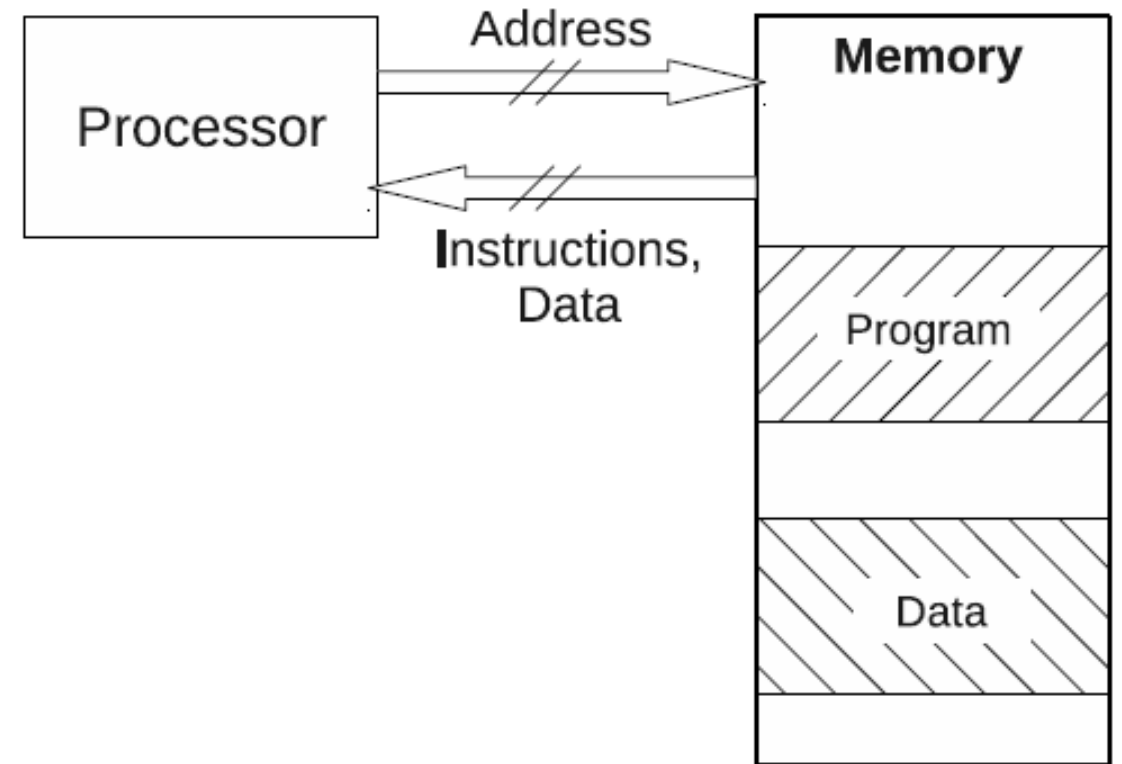 Address
Memory
Processor
Instructions,
Data
Program
Data